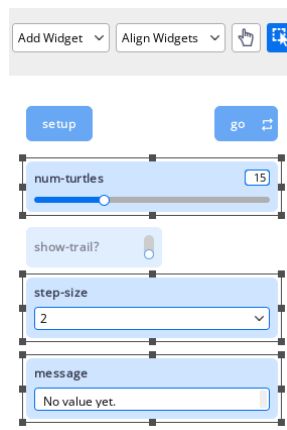 Add Widget Align Widgets
setup go
num-turtles 15
show-trail?
step-size
2
message
No value yet.